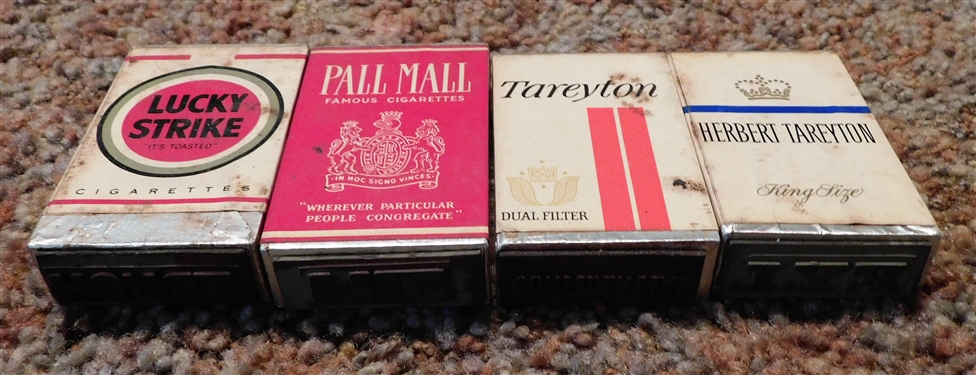 LUCKY
STRIKE
"IT'S TOASTED"
CIGARETTES
PALL MALL
FAMOUS CIGARETTES
IN HOC SIGNO VINCES
"WHEREVER PARTICULAR
PEOPLE CONGREGATE"
Tareyton
DUAL FILTER
HERBERT TAREYTON
King Size